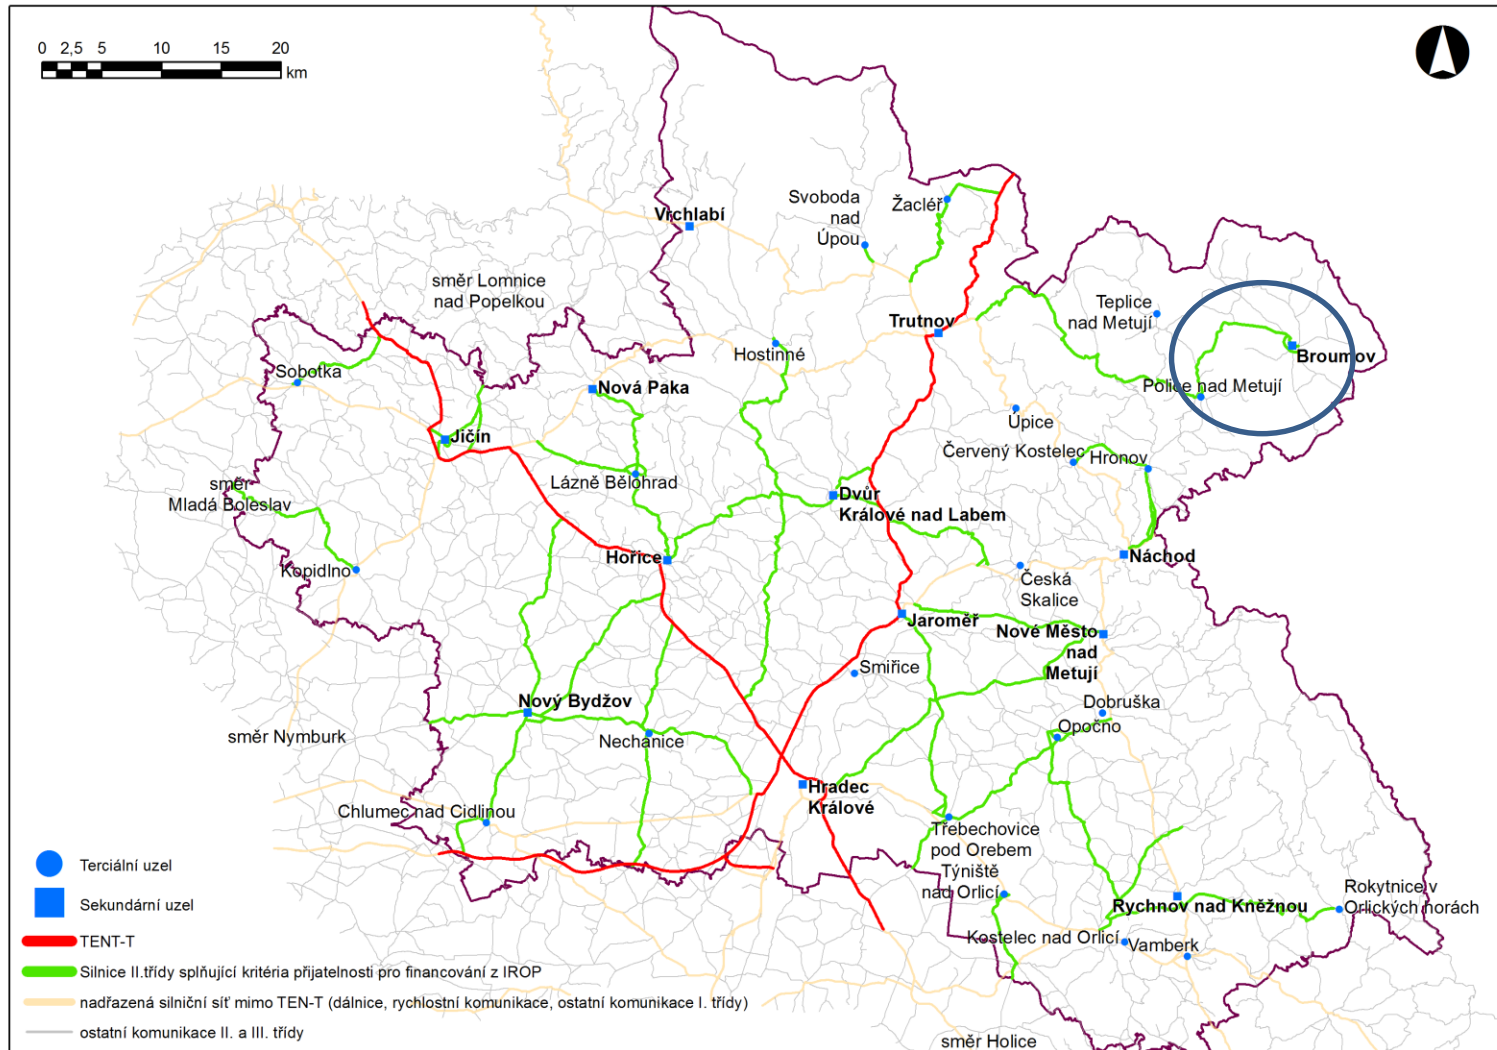 0 2,5 5 10 15 20
km
Svoboda
nad
Úpou
Žacléř
Vrchlabí
směr Lomnice
nad Popelkou
Teplice
nad Metují
Trutnov
Hostinné
Broumov
Sobotka
Nová Paka
Police nad Metují
Úpice
Jičín
Červený Kostelec
Hronov
Lázně Bělohrad
směr
Mladá Boleslav
Dvůr
Králové nad Labem
Hořice
Náchod
Kopidlno
Česká
Skalice
Jaroměř
Nové Město
nad
Metují
Smiřice
Nový Bydžov
Dobruška
Opočno
směr Nymburk
Nechanice
Hradec
Králové
Chlumec nad Cidlinou
Třebechovice
pod Orebem
Týniště
nad Orlicí
Rokytnice v
Orlických horách
Rychnov nad Kněžnou
Kostelec nad Orlicí
Vamberk
Terciální uzel
Sekundární uzel
TENT-T
Silnice II.třídy splňující kritéria přijatelnosti pro financování z IROP
nadřazená silniční síť mimo TEN-T (dálnice, rychlostní komunikace, ostatní komunikace I. třídy)
ostatní komunikace II. a III. třídy
směr Holice